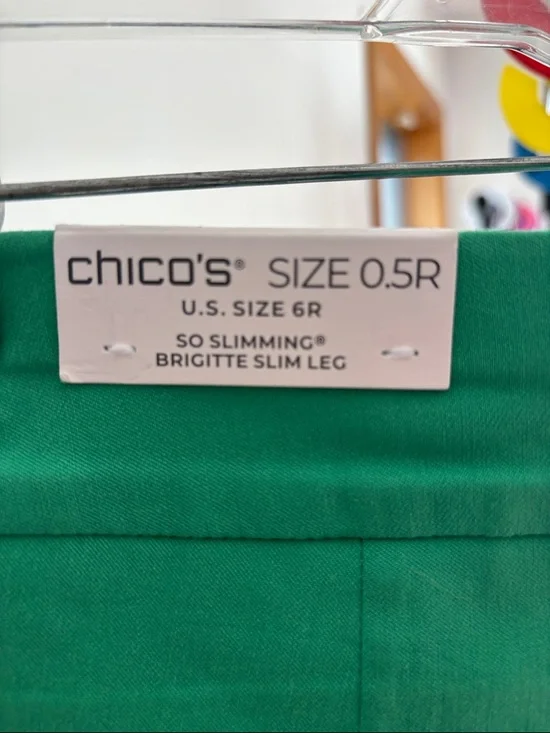 chico's® SIZE 0.5R
U.S. SIZE 6R
SO SLIMMING®
BRIGITTE SLIM LEG